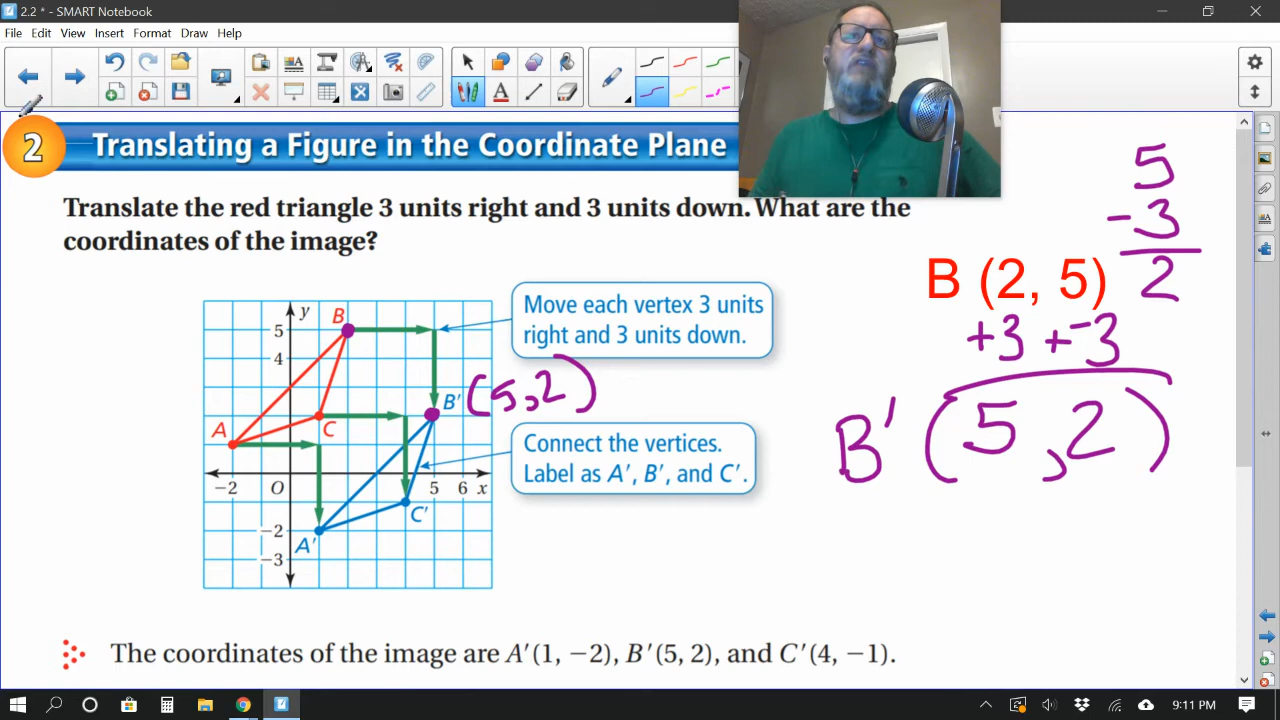 2.2 * - SMART Notebook
File Edit View Insert Format Draw Help
2 Translating a Figure in the Coordinate Plane
Translate the red triangle 3 units right and 3 units down. What are the
coordinates of the image?
5
-3
2
B (2, 5)
+3 +-3
B' (5, 2)
Move each vertex 3 units
right and 3 units down.
Connect the vertices.
Label as A′, B′, and C′.
y
B
5
4
B' (5, 2)
A
C
-2
O
5 6 x
C'
-2
A'
-3
The coordinates of the image are A′(1, −2), B′(5, 2), and C′(4, −1).
9:11 PM